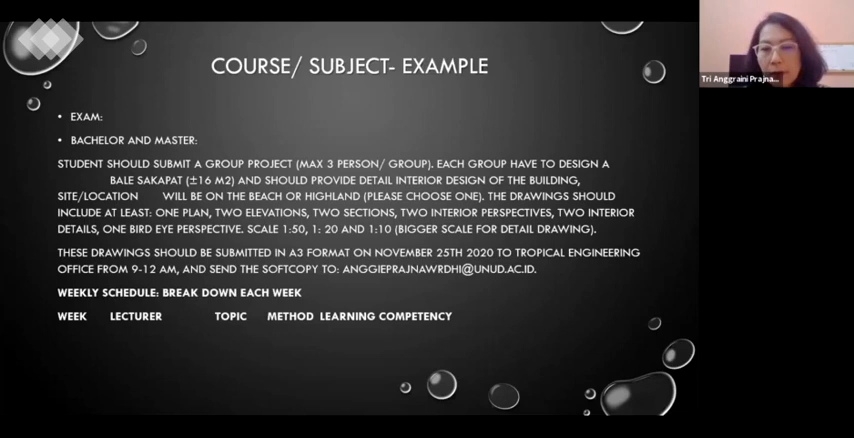 COURSE/ SUBJECT- EXAMPLE
Tri Anggraini Prajna...
• EXAM:
• BACHELOR AND MASTER:
STUDENT SHOULD SUBMIT A GROUP PROJECT (MAX 3 PERSON/ GROUP). EACH GROUP HAVE TO DESIGN A
BALE SAKAPAT (±16 M2) AND SHOULD PROVIDE DETAIL INTERIOR DESIGN OF THE BUILDING,
SITE/LOCATION WILL BE ON THE BEACH OR HIGHLAND (PLEASE CHOOSE ONE). THE DRAWINGS SHOULD
INCLUDE AT LEAST: ONE PLAN, TWO ELEVATIONS, TWO SECTIONS, TWO INTERIOR PERSPECTIVES, TWO INTERIOR
DETAILS, ONE BIRD EYE PERSPECTIVE. SCALE 1:50, 1: 20 AND 1:10 (BIGGER SCALE FOR DETAIL DRAWING).
THESE DRAWINGS SHOULD BE SUBMITTED IN A3 FORMAT ON NOVEMBER 25TH 2020 TO TROPICAL ENGINEERING
OFFICE FROM 9-12 AM, AND SEND THE SOFTCOPY TO: ANGGIEPRAJNAWRDHI@UNUD.AC.ID.
WEEKLY SCHEDULE: BREAK DOWN EACH WEEK
WEEK LECTURER TOPIC METHOD LEARNING COMPETENCY